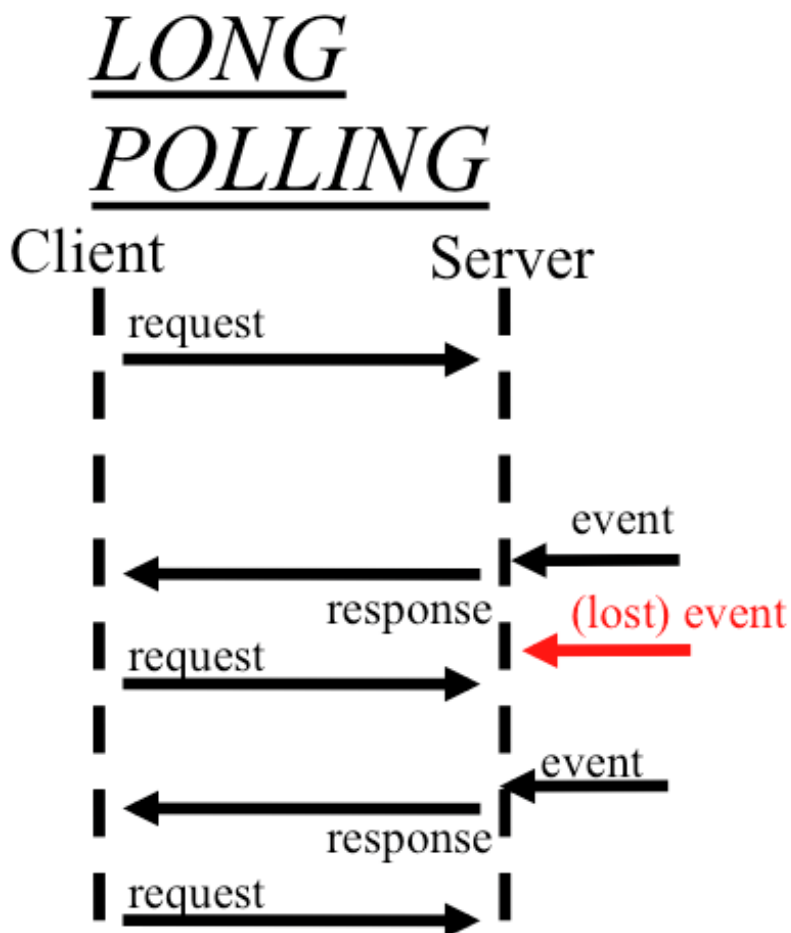 LONG
POLLING
Client Server
request
event
response
(lost) event
request
event
response
request